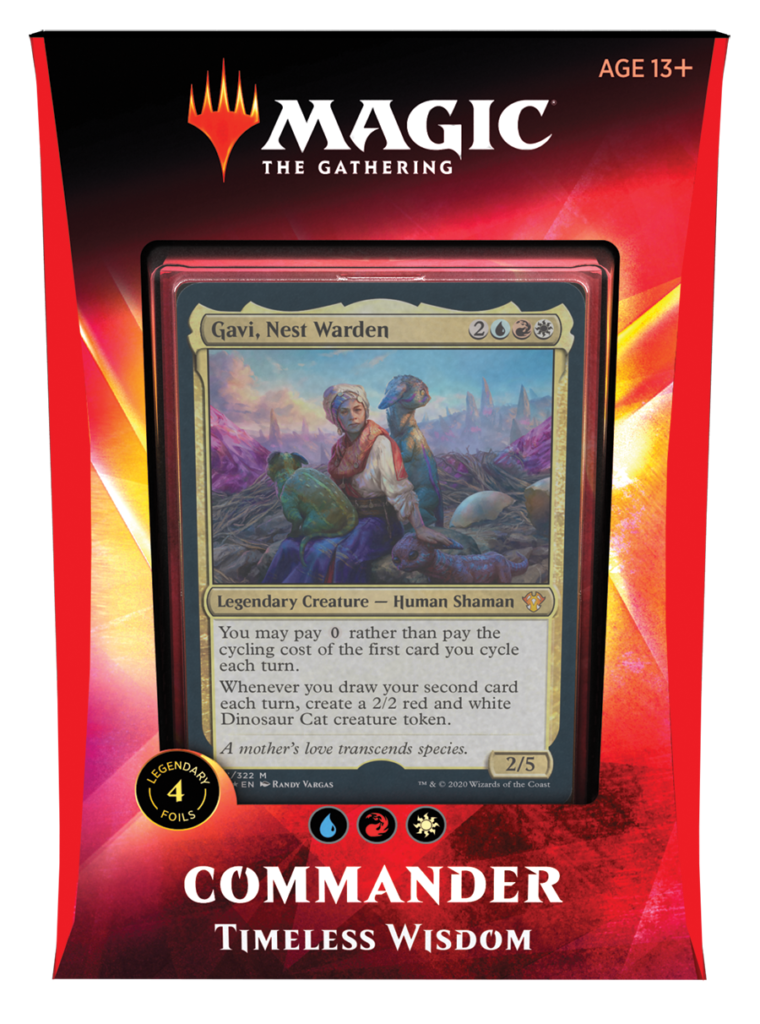 AGE 13+
MAGIC
THE GATHERING
Gavi, Nest Warden 2
Legendary Creature — Human Shaman
You may pay 0 rather than pay the
cycling cost of the first card you cycle
each turn.
Whenever you draw your second card
each turn, create a 2/2 red and white
Dinosaur Cat creature token.
A mother's love transcends species.
2/5
/322 M
EN RANDY VARGAS
™ & © 2020 Wizards of the Coast
LEGENDARY
4
FOILS
COMMANDER
TIMELESS WISDOM